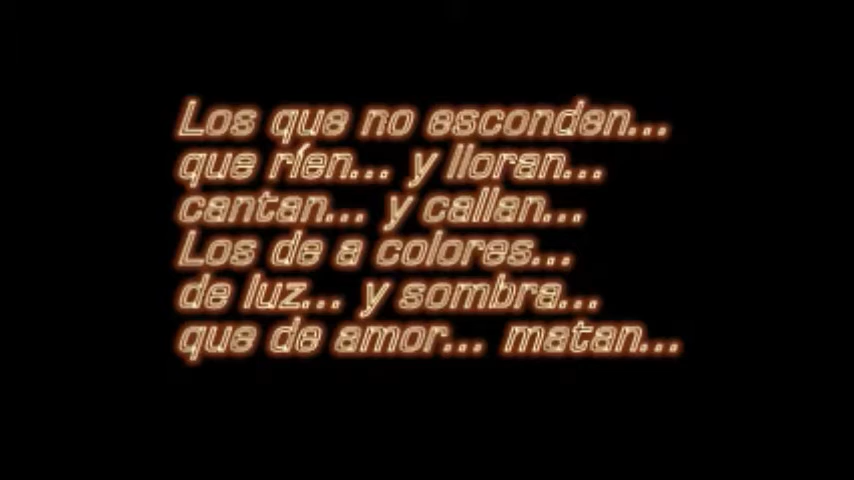 Los que no esconden...
que ríen... y lloran...
cantan... y callan...
Los de a colores...
de luz... y sombra...
que de amor... matan...